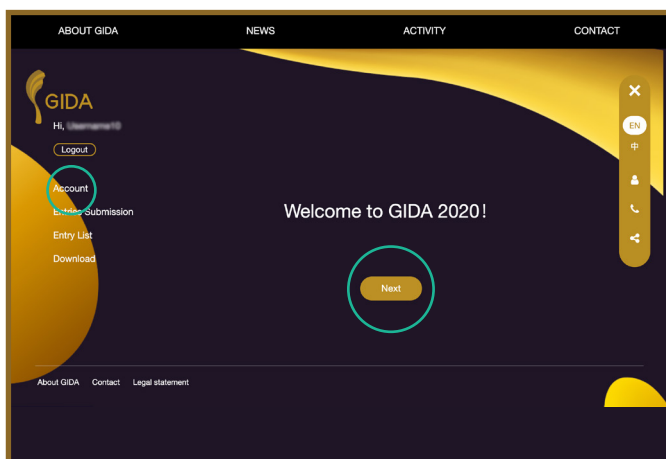 ABOUT GIDA NEWS ACTIVITY CONTACT
GIDA
Hi,
Logout
Account
Entries Submission
Entry List
Download
Welcome to GIDA 2020!
Next
EN
中
About GIDA Contact Legal statement